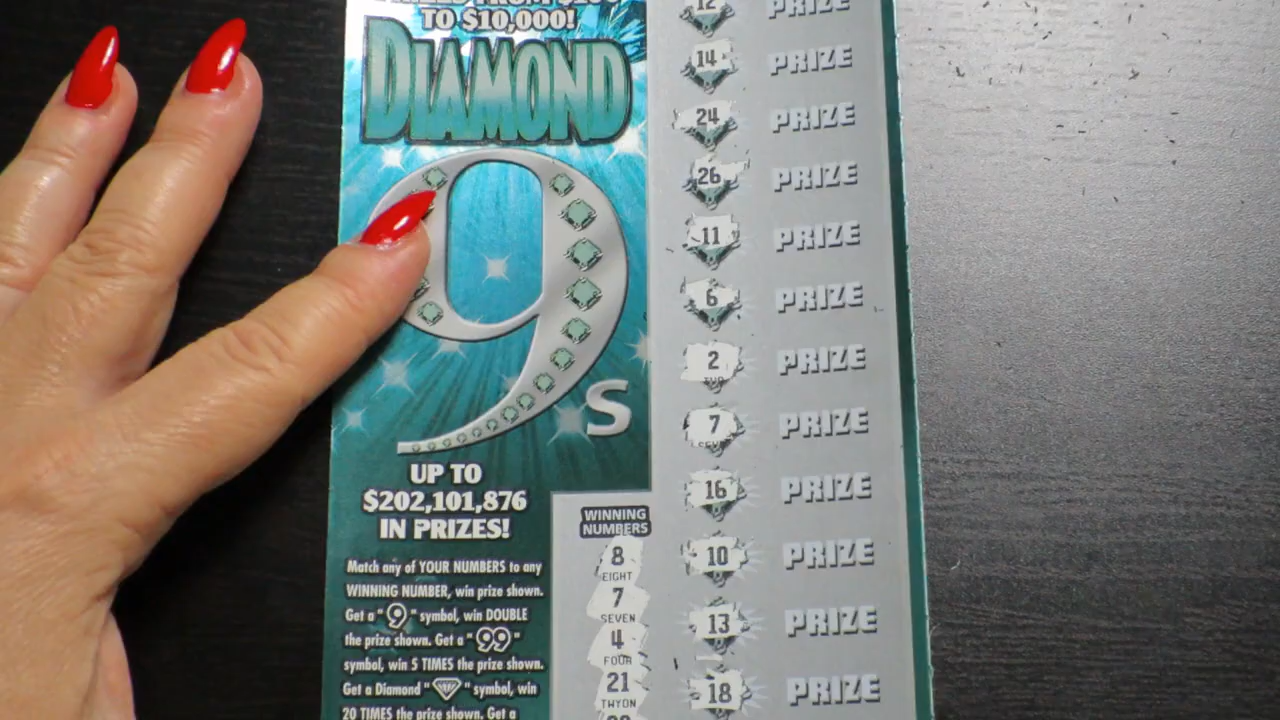 TO $10,000!
DIAMOND
9s
UP TO
$202,101,876
IN PRIZES!
Match any of YOUR NUMBERS to any
WINNING NUMBER, win prize shown.
Get a "9" symbol, win DOUBLE
the prize shown. Get a "99"
symbol, win 5 TIMES the prize shown.
Get a Diamond " " symbol, win
20 TIMES the prize shown. Get a
WINNING
NUMBERS
8
EIGHT
7
SEVEN
4
FOUR
21
TWYON
12 PRIZE
14 PRIZE
24 PRIZE
26 PRIZE
11 PRIZE
6 PRIZE
2 PRIZE
7 PRIZE
16 PRIZE
10 PRIZE
13 PRIZE
18 PRIZE